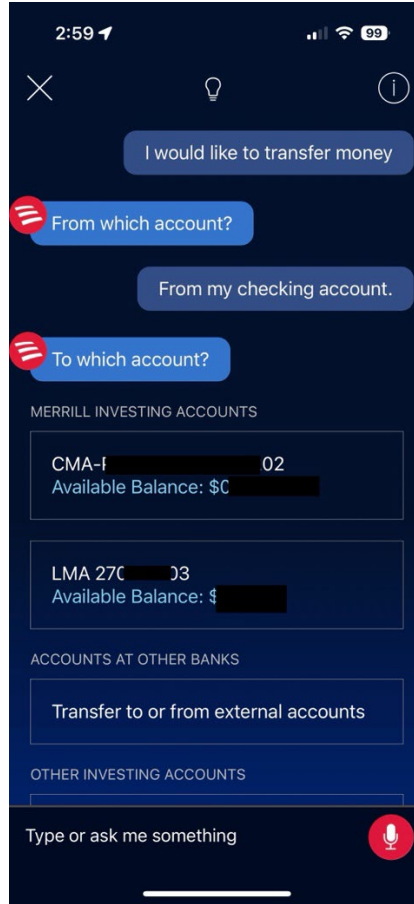 2:59
99
I would like to transfer money
From which account?
From my checking account.
To which account?
MERRILL INVESTING ACCOUNTS
CMA- 02
Available Balance: $
LMA 270 03
Available Balance: $
ACCOUNTS AT OTHER BANKS
Transfer to or from external accounts
OTHER INVESTING ACCOUNTS
Type or ask me something